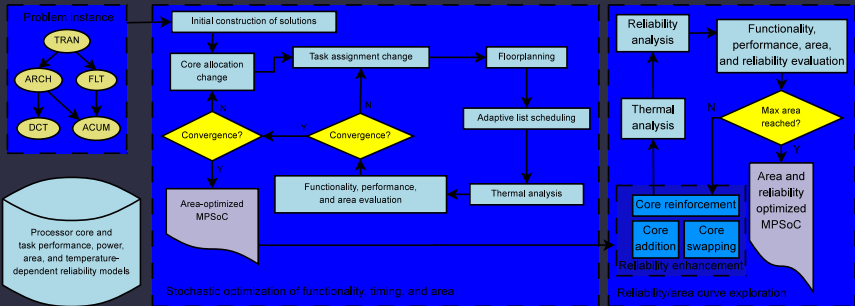 Problem instance
TRAN
ARCH
FLT
DCT
ACUM
Processor core and
task performance, power,
area, and temperature-
dependent reliability models
Initial construction of solutions
Core allocation
change
Task assignment change
Floorplanning
Adaptive list scheduling
Thermal analysis
Functionality, performance,
and area evaluation
Convergence?
N
Y
Convergence?
N
Y
Area-optimized
MPSoC
Stochastic optimization of functionality, timing, and area
Reliability
analysis
Functionality,
performance, area,
and reliability evaluation
Thermal
analysis
Max area
reached?
N
Y
Core reinforcement
Core
addition
Core
swapping
Reliability enhancement
Area and
reliability
optimized
MPSoC
Reliability/area curve exploration